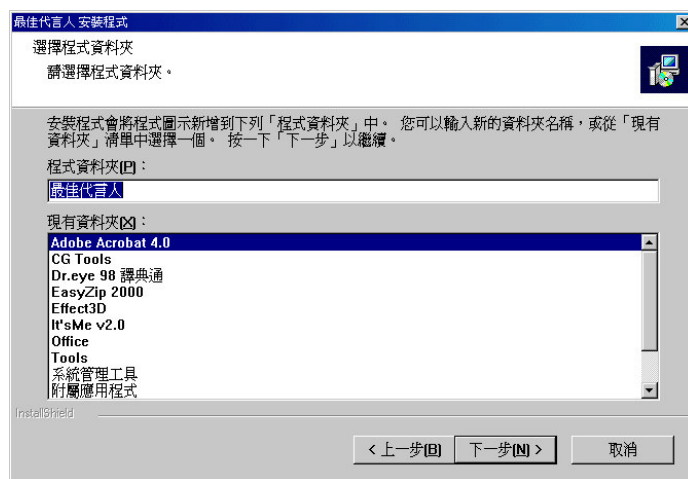 最佳代言人 安裝程式
選擇程式資料夾
請選擇程式資料夾。
安裝程式會將程式圖示新增到下列「程式資料夾」中。 您可以輸入新的資料夾名稱，或從「現有
資料夾」清單中選擇一個。 按一下「下一步」以繼續。
程式資料夾(P)：
最佳代言人
現有資料夾(X)：
Adobe Acrobat 4.0
CG Tools
Dr.eye 98 譯典通
EasyZip 2000
Effect3D
It'sMe v2.0
Office
Tools
系統管理工具
附屬應用程式
InstallShield
< 上一步(B) 下一步(N) > 取消